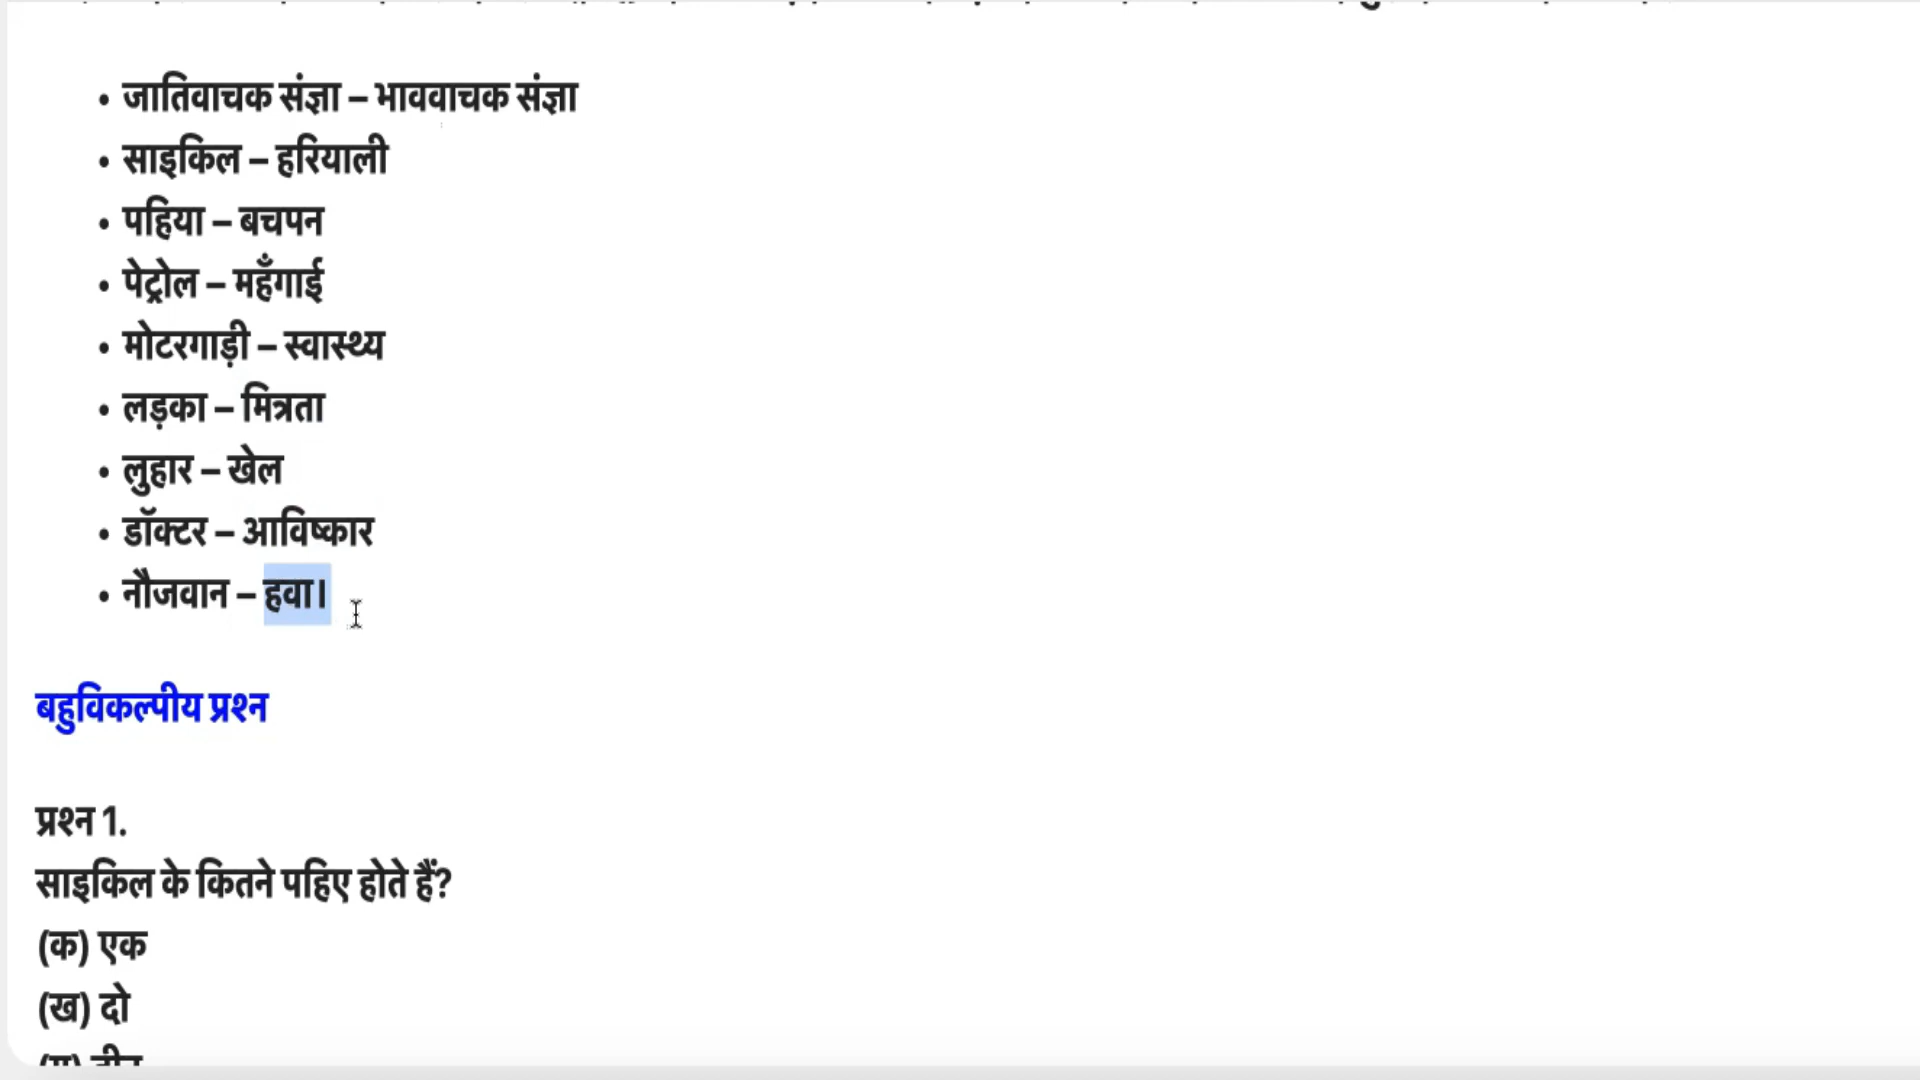 • जातिवाचक संज्ञा – भाववाचक संज्ञा
• साइकिल – हरियाली
• पहिया – बचपन
• पेट्रोल – महँगाई
• मोटरगाड़ी – स्वास्थ्य
• लड़का – मित्रता
• लुहार – खेल
• डॉक्टर – आविष्कार
• नौजवान – हवा।
बहुविकल्पीय प्रश्न
प्रश्न 1.
साइकिल के कितने पहिए होते हैं?
(क) एक
(ख) दो